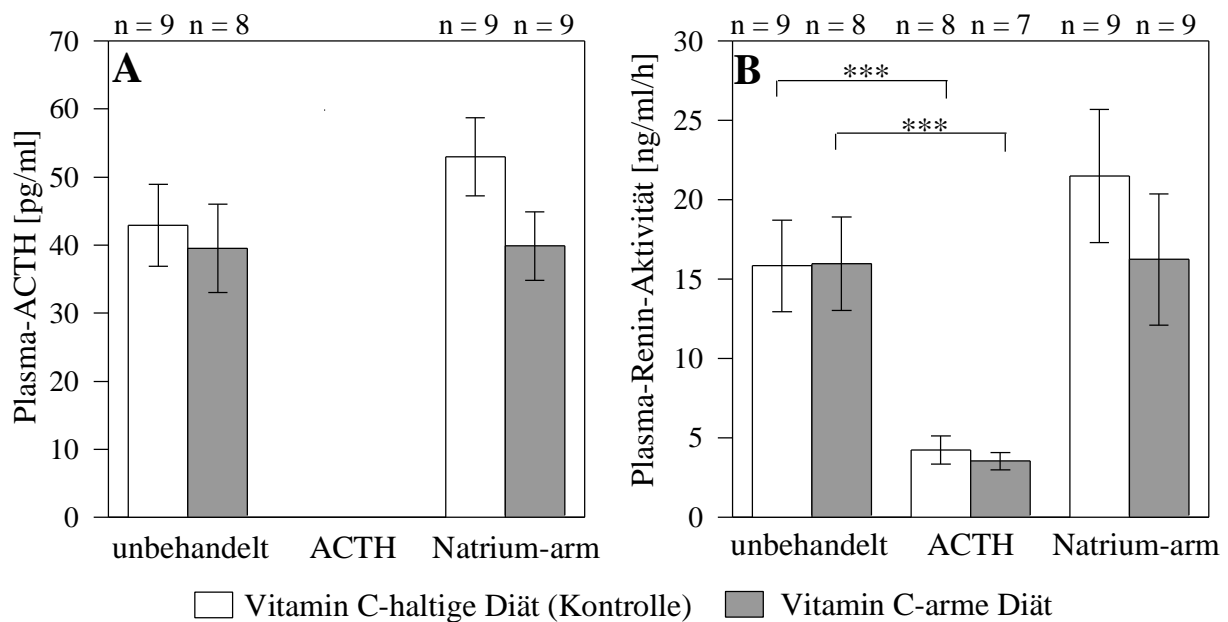 n = 9 n = 8 n = 9 n = 9
A
Plasma-ACTH [pg/ml]
70
60
50
40
30
20
10
0
unbehandelt ACTH Natrium-arm
n = 9 n = 8 n = 8 n = 7 n = 9 n = 9
B
Plasma-Renin-Aktivität [ng/ml/h]
30
25
20
15
10
5
0
***
***
unbehandelt ACTH Natrium-arm
Vitamin C-haltige Diät (Kontrolle) Vitamin C-arme Diät